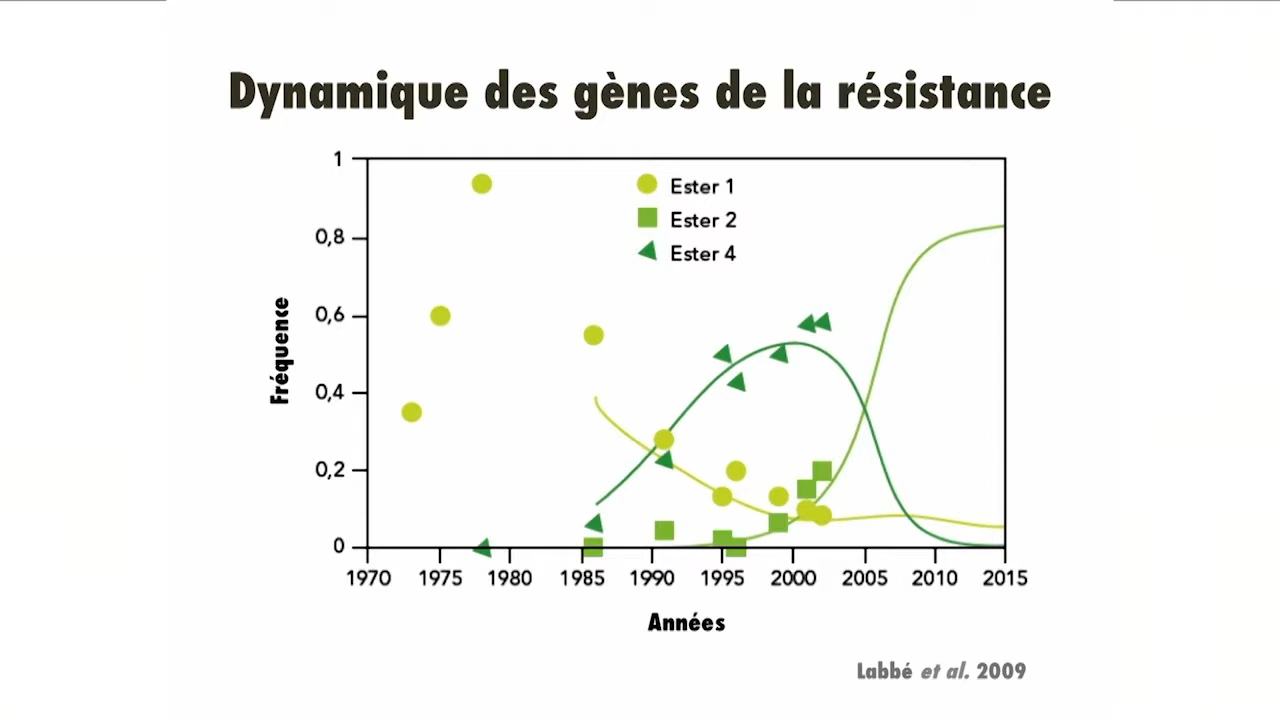 Dynamique des gènes de la résistance
1
0,8
0,6
0,4
0,2
0
Fréquence
Ester 1
Ester 2
Ester 4
1970 1975 1980 1985 1990 1995 2000 2005 2010 2015
Années
Labbé et al. 2009